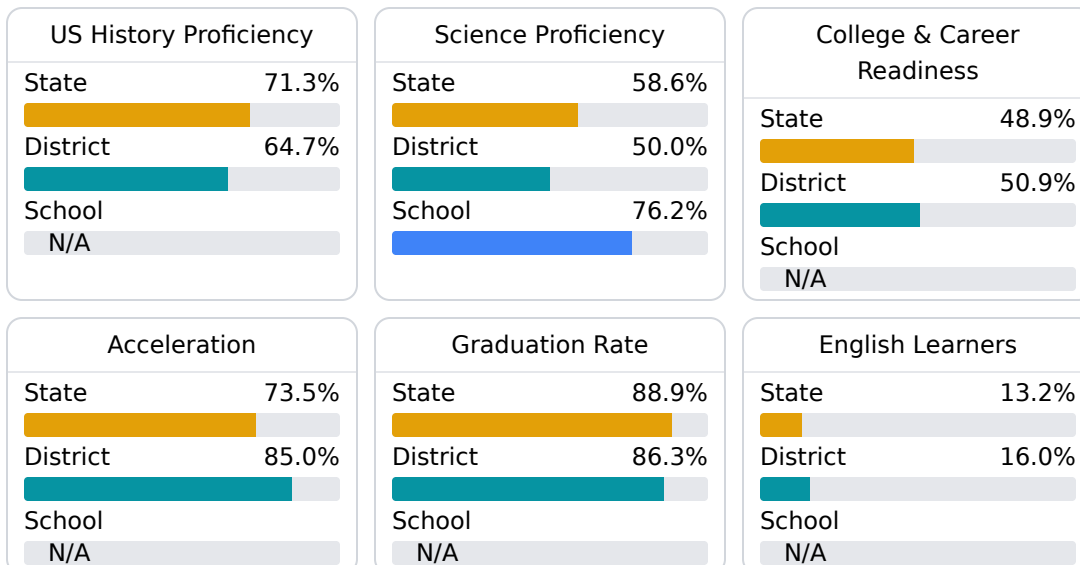 US History Proficiency
State 71.3%
District 64.7%
School
N/A
Science Proficiency
State 58.6%
District 50.0%
School 76.2%
College & Career
Readiness
State 48.9%
District 50.9%
School
N/A
Acceleration
State 73.5%
District 85.0%
School
N/A
Graduation Rate
State 88.9%
District 86.3%
School
N/A
English Learners
State 13.2%
District 16.0%
School
N/A